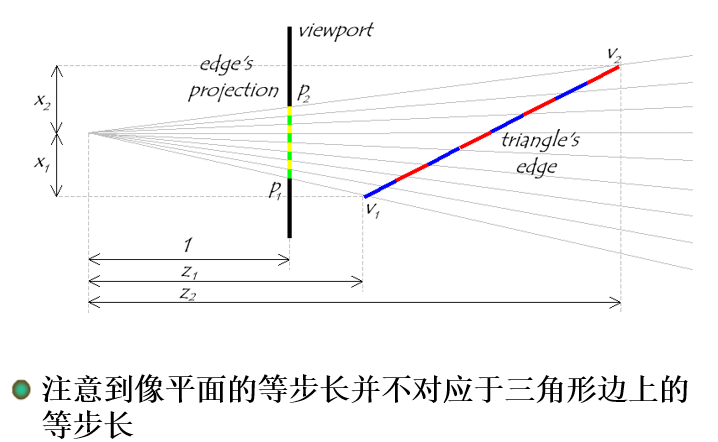 viewport
edge's
projection
p2
v2
x2
x1
triangle's
edge
p1
v1
1
z1
z2
注意到像平面的等步长并不对应于三角形边上的
等步长